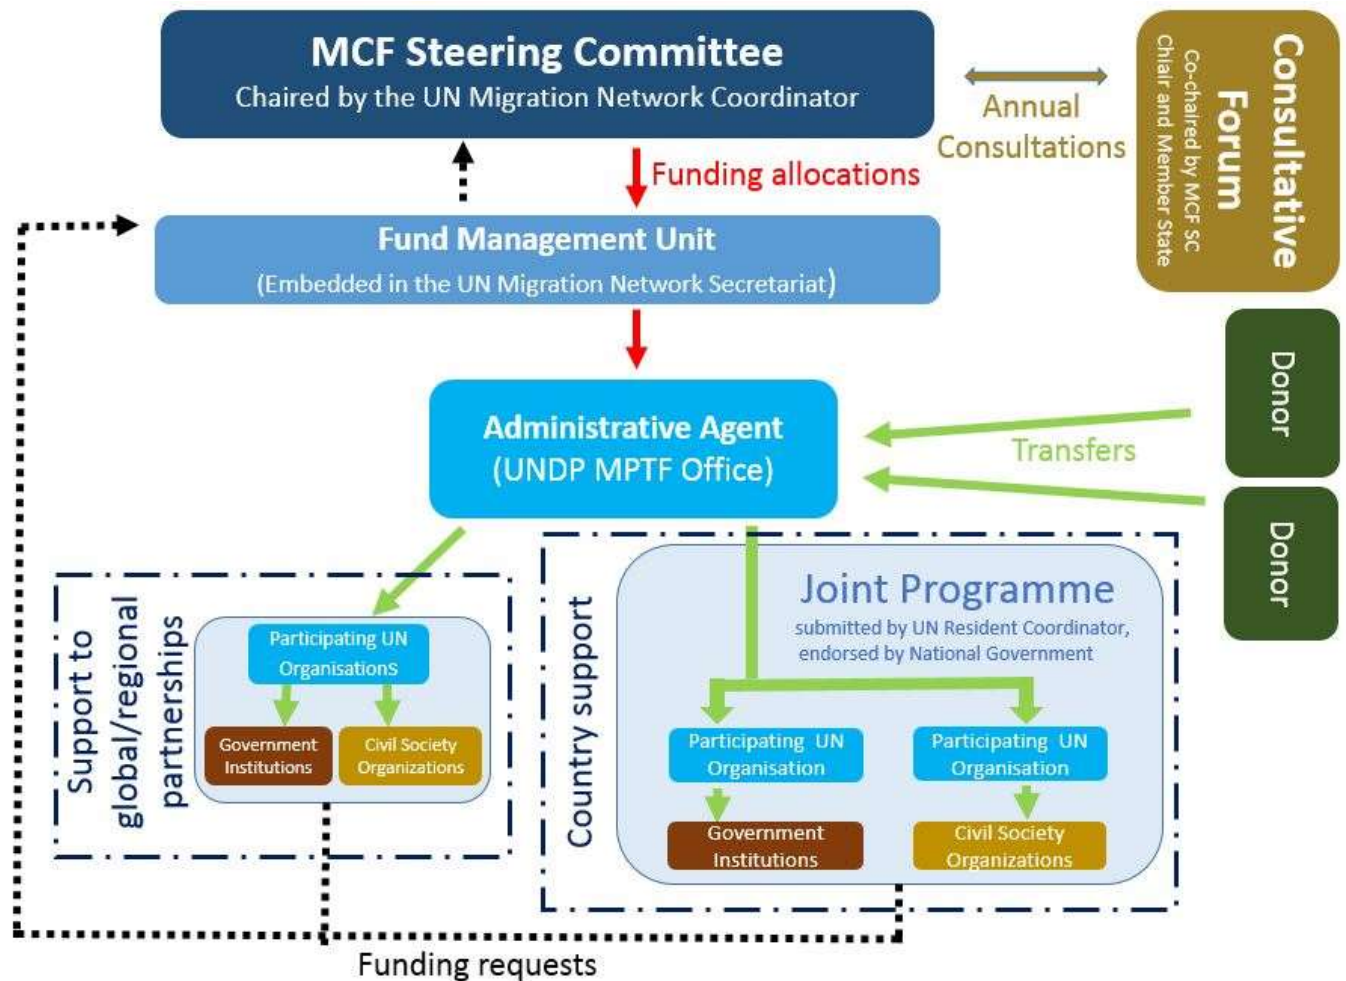 MCF Steering Committee
Chaired by the UN Migration Network Coordinator
Annual
Consultations
Consultative
Forum
Co-chaired by MCF SC
Chiair and Member State
Funding allocations
Fund Management Unit
(Embedded in the UN Migration Network Secretariat)
Administrative Agent
(UNDP MPTF Office)
Transfers
Donor
Donor
Support to
global/regional
partnerships
Participating UN
Organisations
Government
Institutions
Civil Society
Organizations
Country support
Joint Programme
submitted by UN Resident Coordinator,
endorsed by National Government
Participating UN
Organisation
Participating UN
Organisation
Government
Institutions
Civil Society
Organizations
Funding requests